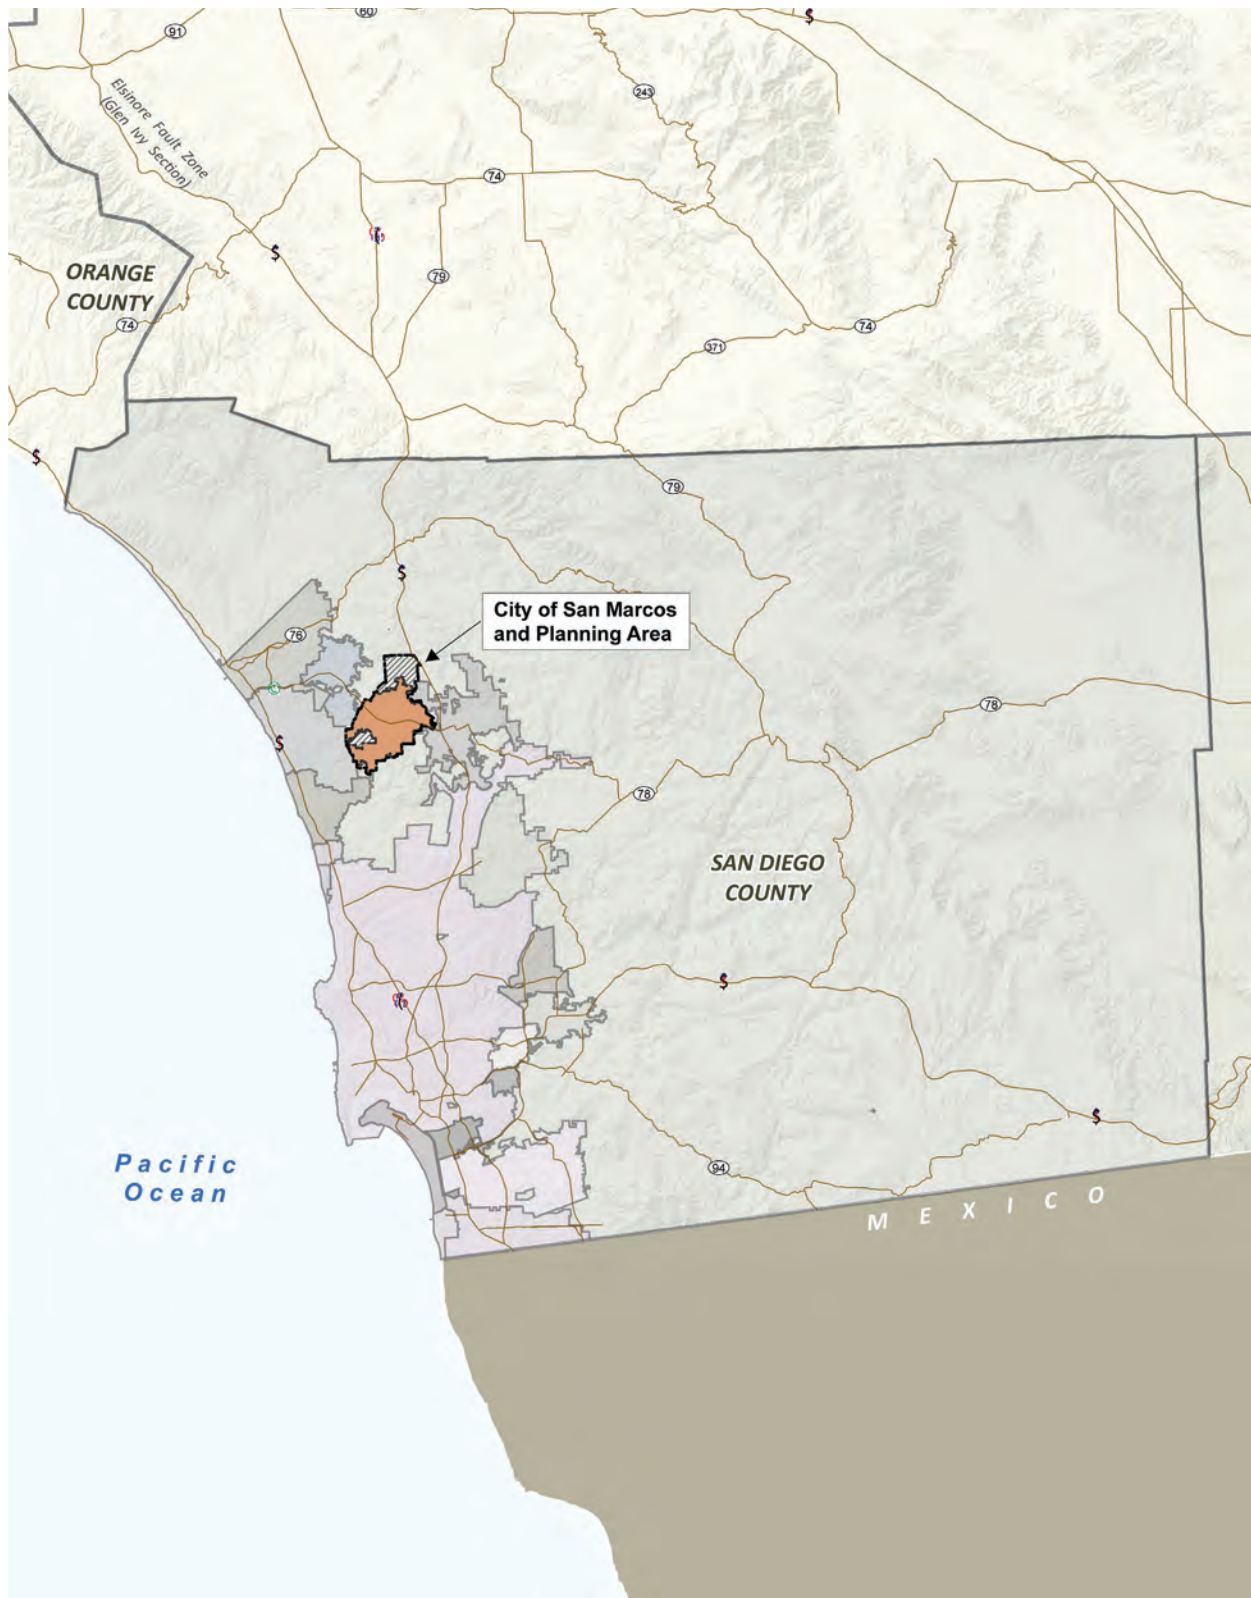 60
91
243
Elsinore Fault Zone
(Glen Ivy Section)
74
ORANGE
COUNTY
79
74
74
371
79
City of San Marcos
and Planning Area
76
78
78
SAN DIEGO
COUNTY
Pacific
Ocean
94
MEXICO